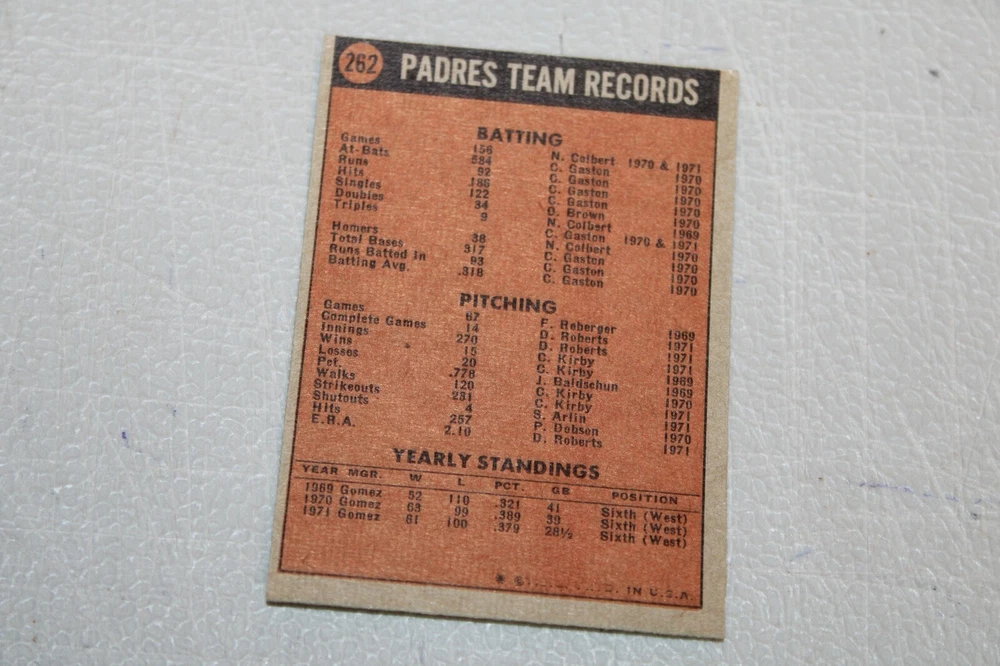 262 PADRES TEAM RECORDS
BATTING
Games 156 N. Colbert 1970 & 1971
At-Bats 584 C. Gaston 1970
Runs 92 C. Gaston 1970
Hits 186 C. Gaston 1970
Singles 122 C. Gaston 1970
Doubles 34 O. Brown 1970
Triples 9 N. Colbert 1969
C. Gaston 1970 & 1971
Homers 38 N. Colbert 1970
Total Bases 317 C. Gaston 1970
Runs Batted In 93 C. Gaston 1970
Batting Avg. .318 C. Gaston 1970
PITCHING
Games 67 F. Reberger 1969
Complete Games 14 D. Roberts 1971
Innings 270 D. Roberts 1971
Wins 15 C. Kirby 1971
Losses 20 C. Kirby 1969
Pct. .778 J. Baldschun 1969
Walks 120 C. Kirby 1970
Strikeouts 231 C. Kirby 1971
Shutouts 4 S. Arlin 1971
Hits 257 P. Dobson 1970
E.R.A. 2.10 D. Roberts 1971
YEARLY STANDINGS
YEAR MGR. W L PCT. GB POSITION
1969 Gomez 52 110 .321 41 Sixth (West)
1970 Gomez 63 99 .389 39 Sixth (West)
1971 Gomez 61 100 .379 28½ Sixth (West)
IN U.S.A.